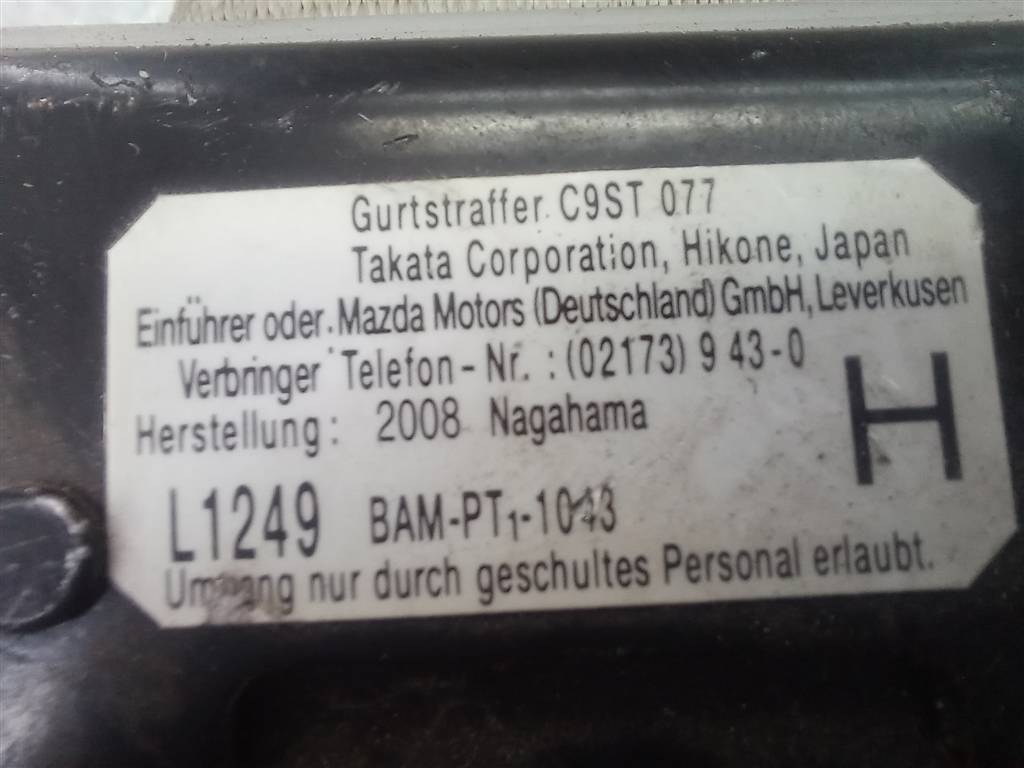 Gurtstraffer C9ST 077
Takata Corporation, Hikone, Japan
Einführer oder Mazda Motors (Deutschland) GmbH, Leverkusen
Verbringer Telefon-Nr. : (02173) 9 43-0
Herstellung: 2008 Nagahama
H
L1249 BAM-PT1-1043
Umgang nur durch geschultes Personal erlaubt.